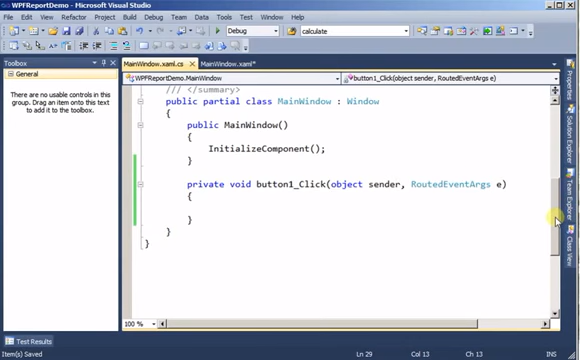 WPFReportDemo - Microsoft Visual Studio
File Edit View Refactor Project Build Debug Team Data Tools Test Window Help
Debug
calculate
Toolbox
MainWindow.xaml.cs
MainWindow.xaml*
WPFReportDemo.MainWindow
button1_Click(object sender, RoutedEventArgs e)
General
There are no usable controls in this
group. Drag an item onto this text
to add it to the toolbox.
/// </summary>
public partial class MainWindow : Window
{
public MainWindow()
{
InitializeComponent();
}
private void button1_Click(object sender, RoutedEventArgs e)
{
}
}
}
Properties
Solution Explorer
Team Explorer
Class View
100 %
Test Results
Item(s) Saved
Ln 29
Col 13
Ch 13
INS